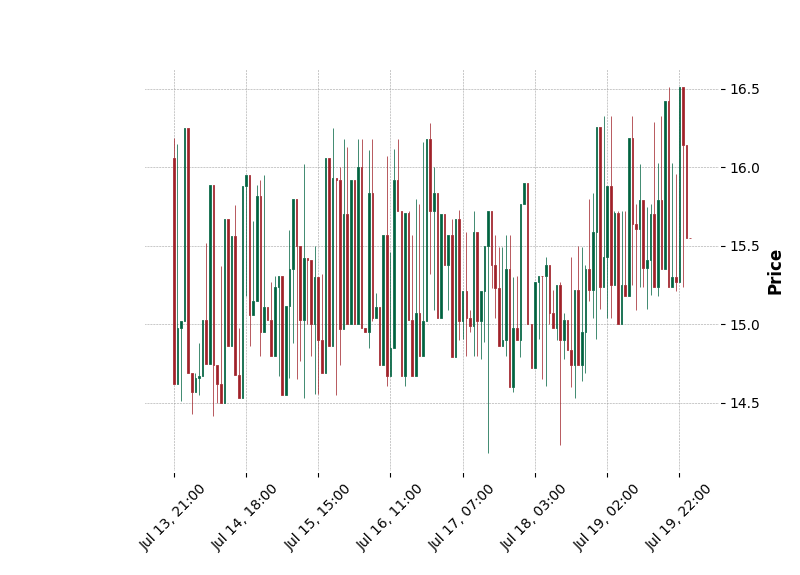 16.5
16.0
15.5
15.0
14.5
Price
Jul 13, 21:00
Jul 14, 18:00
Jul 15, 15:00
Jul 16, 11:00
Jul 17, 07:00
Jul 18, 03:00
Jul 19, 02:00
Jul 19, 22:00